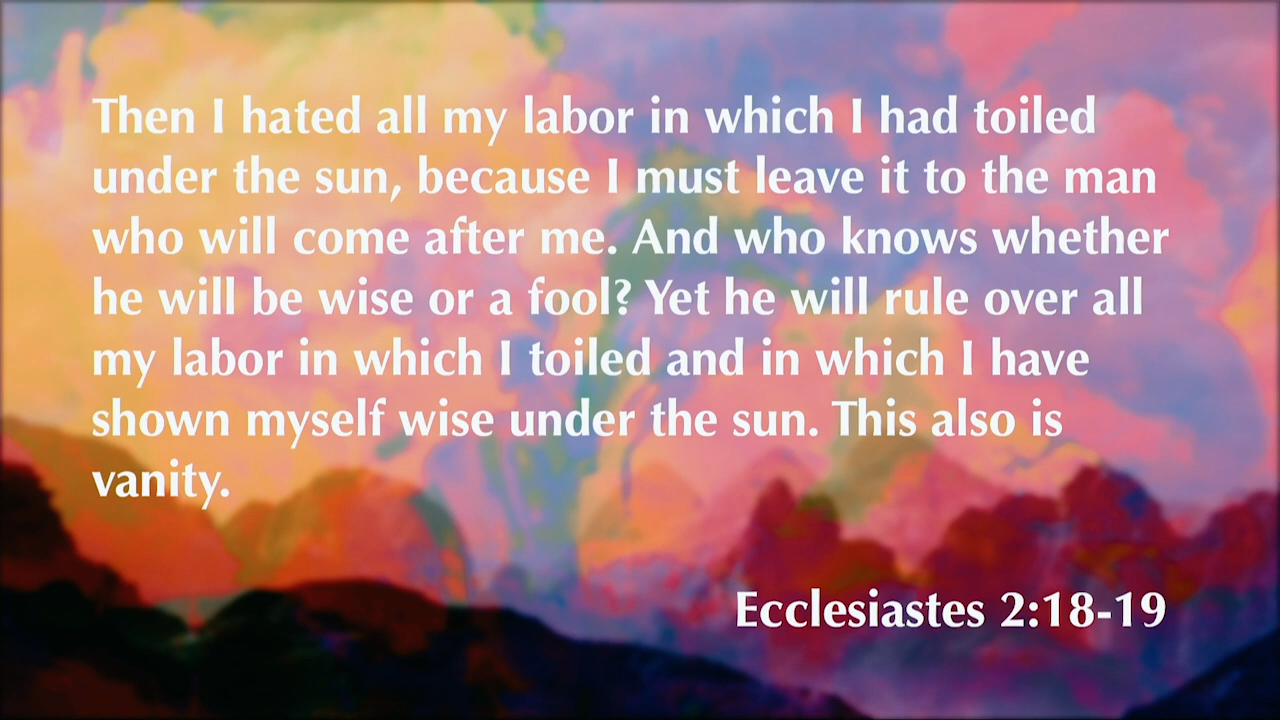 Then I hated all my labor in which I had toiled
under the sun, because I must leave it to the man
who will come after me. And who knows whether
he will be wise or a fool? Yet he will rule over all
my labor in which I toiled and in which I have
shown myself wise under the sun. This also is
vanity.
Ecclesiastes 2:18-19